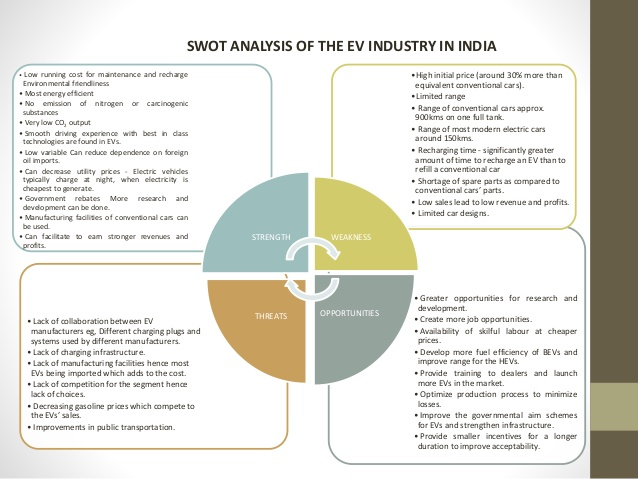 SWOT ANALYSIS OF THE EV INDUSTRY IN INDIA
• Low running cost for maintenance and recharge
Environmental friendliness
• Most energy efficient
• No emission of nitrogen or carcinogenic
substances
• Very low CO₂ output
• Smooth driving experience with best in class
technologies are found in EVs.
• Low variable Can reduce dependence on foreign
oil imports.
• Can decrease utility prices - Electric vehicles
typically charge at night, when electricity is
cheapest to generate.
• Government rebates More research and
development can be done.
• Manufacturing facilities of conventional cars can
be used.
• Can facilitate to earn stronger revenues and
profits.
•High initial price (around 30% more than
equivalent conventional cars).
•Limited range
• Range of conventional cars approx.
900kms on one full tank.
• Range of most modern electric cars
around 150kms.
• Recharging time - significantly greater
amount of time to recharge an EV than to
refill a conventional car
• Shortage of spare parts as compared to
conventional cars' parts.
• Low sales lead to low revenue and profits.
• Limited car designs.
STRENGTH
WEAKNESS
THREATS
OPPORTUNITIES
• Lack of collaboration between EV
manufacturers eg, Different charging plugs and
systems used by different manufacturers.
• Lack of charging infrastructure.
• Lack of manufacturing facilities hence most
EVs being imported which adds to the cost.
• Lack of competition for the segment hence
lack of choices.
• Decreasing gasoline prices which compete to
the EVs' sales.
• Improvements in public transportation.
• Greater opportunities for research and
development.
• Create more job opportunities.
• Availability of skilful labour at cheaper
prices.
• Develop more fuel efficiency of BEVs and
improve range for the HEVs.
• Provide training to dealers and launch
more EVs in the market.
• Optimize production process to minimize
losses.
• Improve the governmental aim schemes
for EVs and strengthen infrastructure.
• Provide smaller incentives for a longer
duration to improve acceptability.